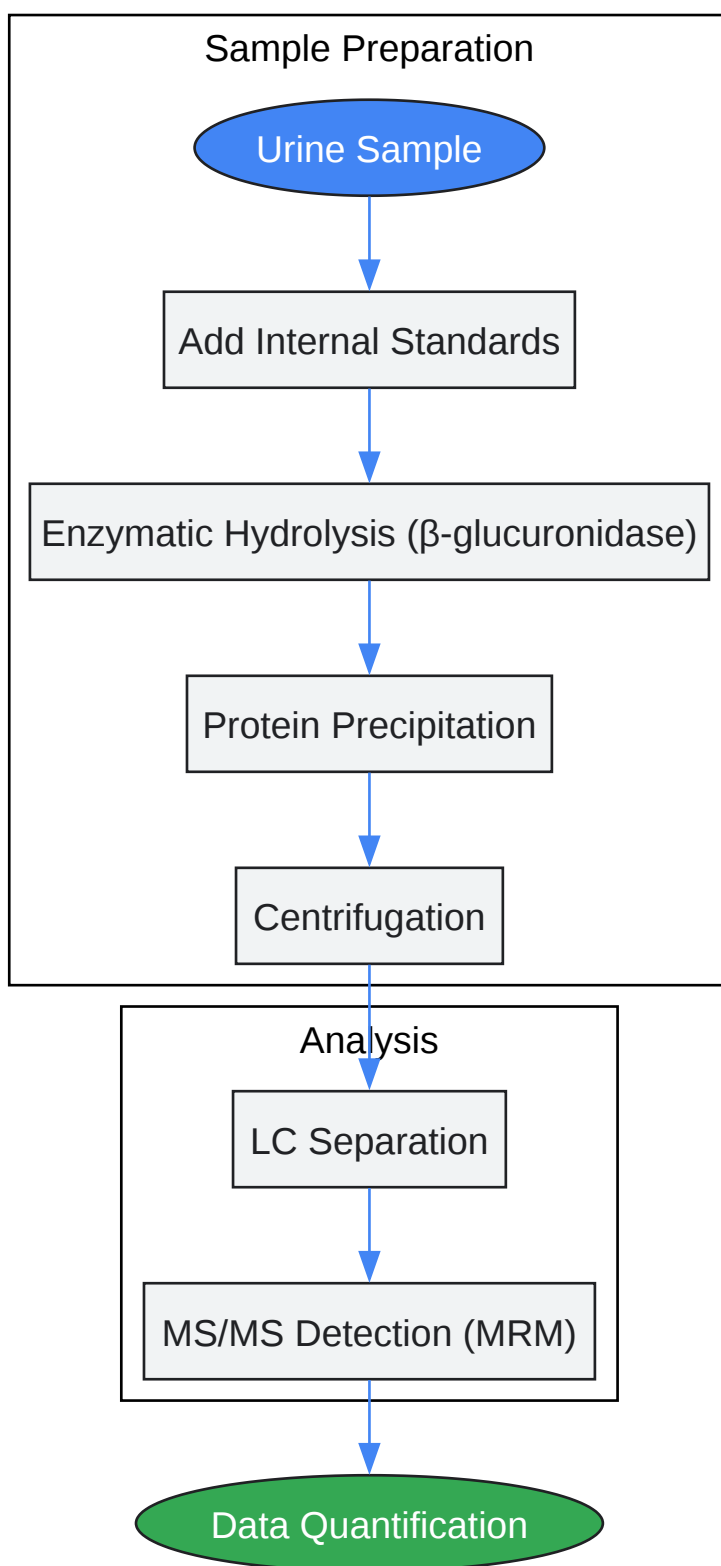 Sample Preparation
Urine Sample
Add Internal Standards
Enzymatic Hydrolysis (β-glucuronidase)
Protein Precipitation
Centrifugation
Analysis
LC Separation
MS/MS Detection (MRM)
Data Quantification